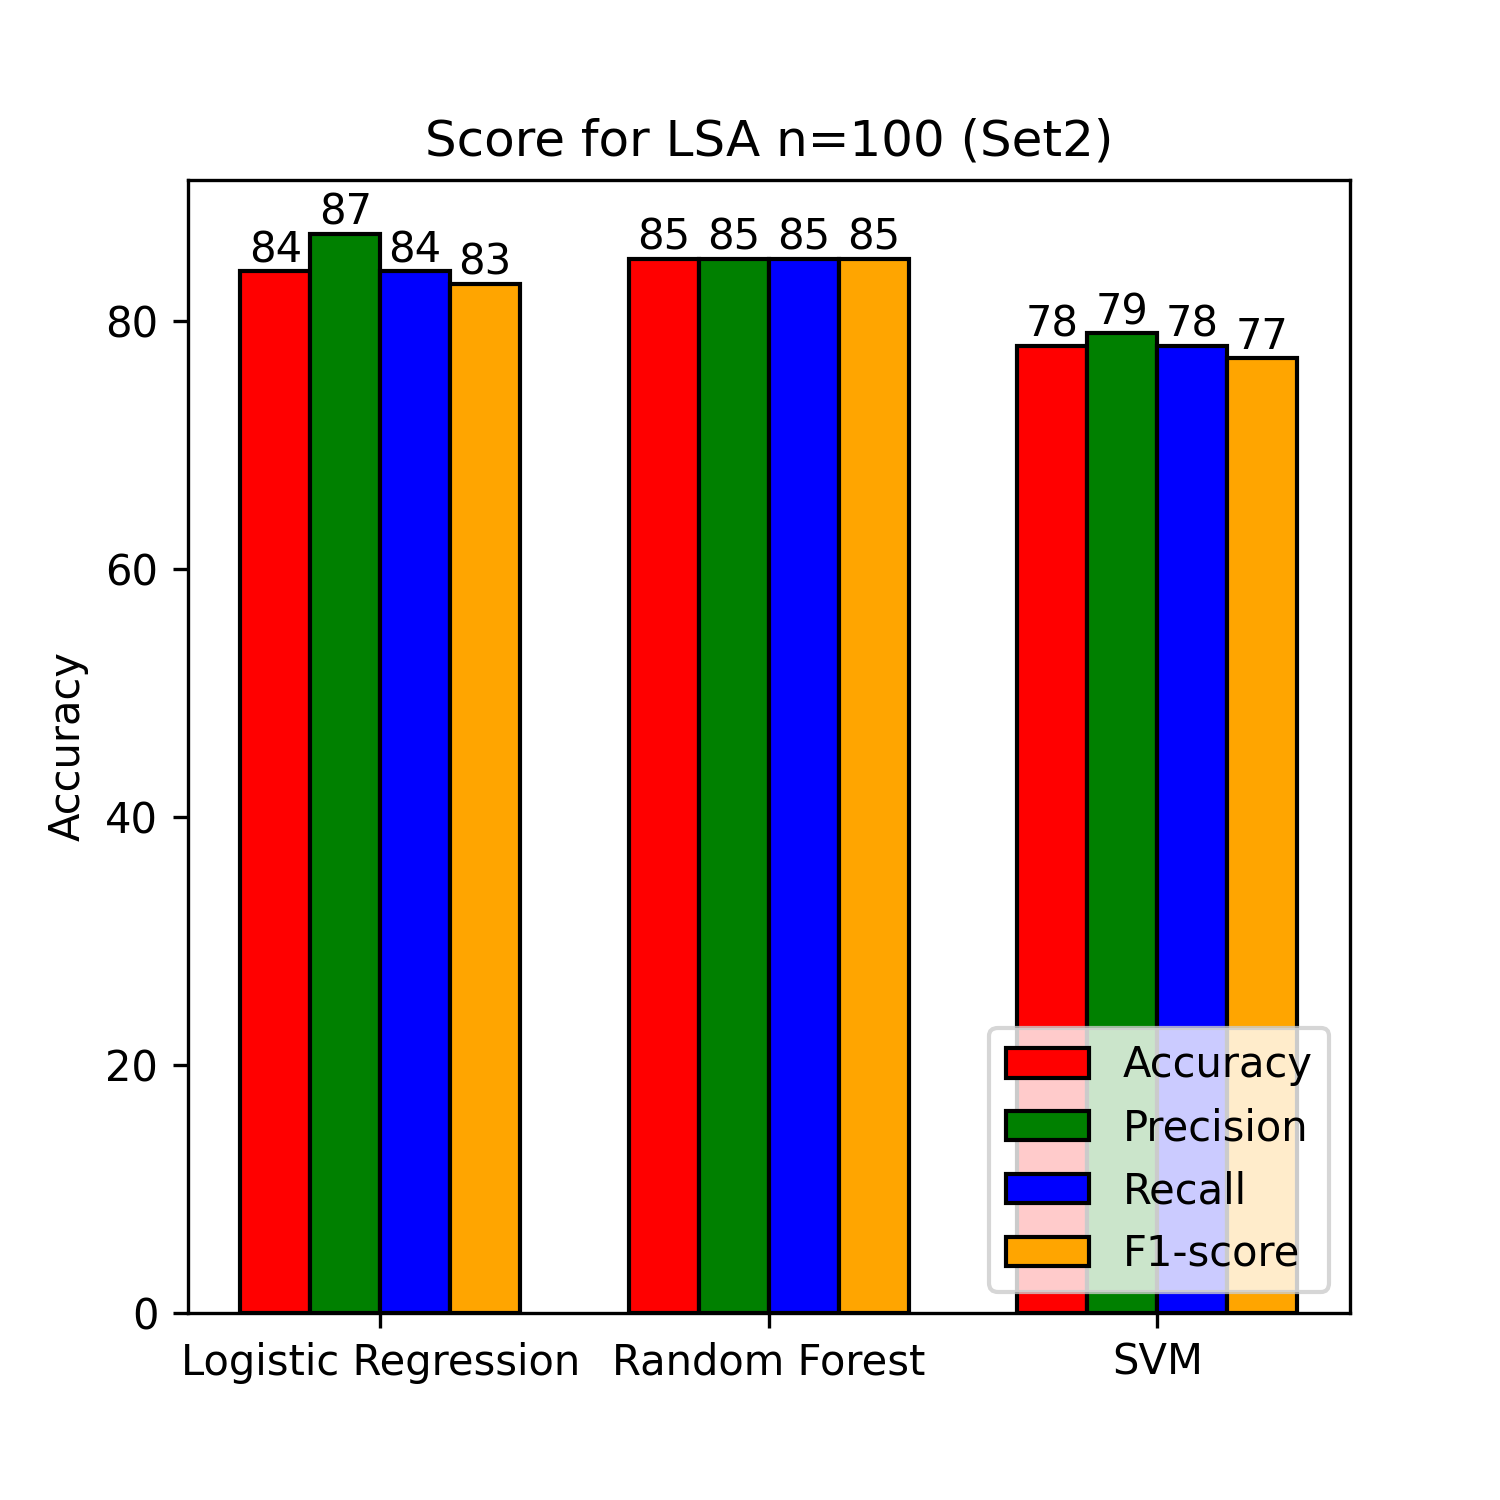 Score for LSA n=100 (Set2)
84 87 84 83 85 85 85 85 78 79 78 77
80
60
40
20
0
Accuracy
Accuracy
Precision
Recall
F1-score
Logistic Regression Random Forest SVM